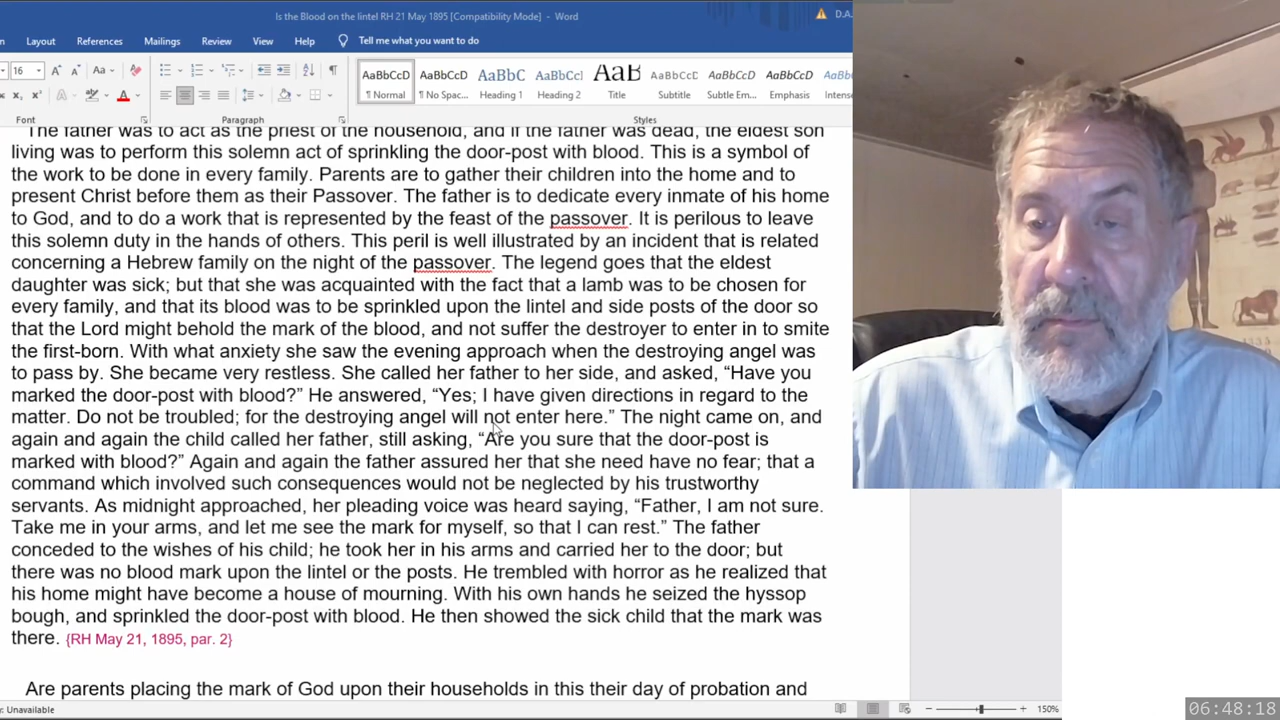 Is the Blood on the lintel RH 21 May 1895 [Compatibility Mode] - Word
D.A.
Layout References Mailings Review View Help Tell me what you want to do
16 Aa
AaBbCcD AaBbCcD AaBbC AaBbCcl AaB AaBbCcD AaBbCcD AaBbCcD AaBbC
¶ Normal ¶ No Spac... Heading 1 Heading 2 Title Subtitle Subtle Em... Emphasis Intense
Font Paragraph Styles
The father was to act as the priest of the household, and if the father was dead, the eldest son
living was to perform this solemn act of sprinkling the door-post with blood. This is a symbol of
the work to be done in every family. Parents are to gather their children into the home and to
present Christ before them as their Passover. The father is to dedicate every inmate of his home
to God, and to do a work that is represented by the feast of the passover. It is perilous to leave
this solemn duty in the hands of others. This peril is well illustrated by an incident that is related
concerning a Hebrew family on the night of the passover. The legend goes that the eldest
daughter was sick; but that she was acquainted with the fact that a lamb was to be chosen for
every family, and that its blood was to be sprinkled upon the lintel and side posts of the door so
that the Lord might behold the mark of the blood, and not suffer the destroyer to enter in to smite
the first-born. With what anxiety she saw the evening approach when the destroying angel was
to pass by. She became very restless. She called her father to her side, and asked, “Have you
marked the door-post with blood?” He answered, “Yes; I have given directions in regard to the
matter. Do not be troubled; for the destroying angel will not enter here.” The night came on, and
again and again the child called her father, still asking, “Are you sure that the door-post is
marked with blood?” Again and again the father assured her that she need have no fear; that a
command which involved such consequences would not be neglected by his trustworthy
servants. As midnight approached, her pleading voice was heard saying, “Father, I am not sure.
Take me in your arms, and let me see the mark for myself, so that I can rest.” The father
conceded to the wishes of his child; he took her in his arms and carried her to the door; but
there was no blood mark upon the lintel or the posts. He trembled with horror as he realized that
his home might have become a house of mourning. With his own hands he seized the hyssop
bough, and sprinkled the door-post with blood. He then showed the sick child that the mark was
there. {RH May 21, 1895, par. 2}
Are parents placing the mark of God upon their households in this their day of probation and
: Unavailable
150%
06:48:18